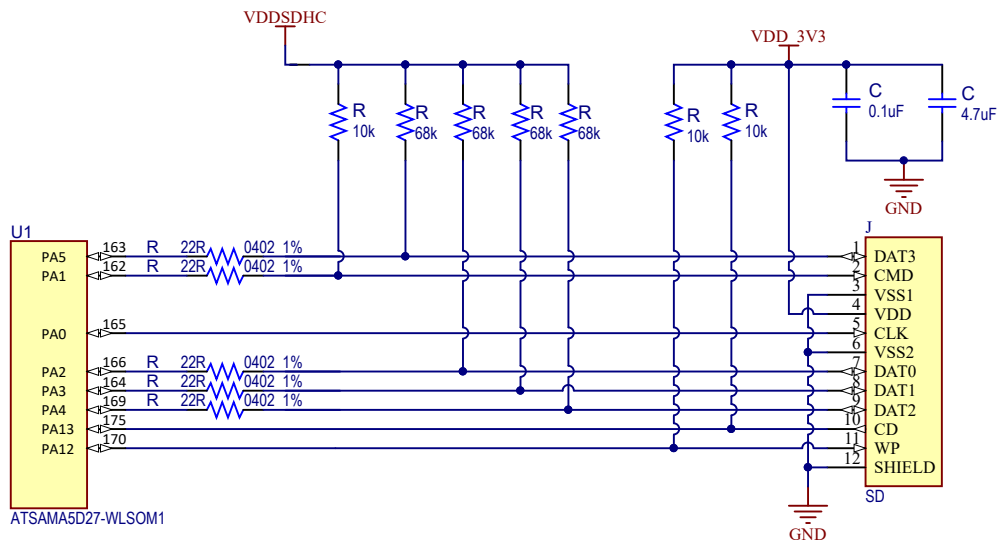 VDDSDHC
VDD_3V3
R 10k
R 68k
R 68k
R 68k
R 68k
R 10k
R 10k
C 0.1uF
C 4.7uF
GND
U1
J
PA5 163 R 22R 0402 1% 1 DAT3
PA1 162 R 22R 0402 1% 2 CMD
3 VSS1
4 VDD
PA0 165 5 CLK
6 VSS2
PA2 166 R 22R 0402 1% 7 DAT0
PA3 164 R 22R 0402 1% 8 DAT1
PA4 169 R 22R 0402 1% 9 DAT2
PA13 175 10 CD
PA12 170 11 WP
12 SHIELD
SD
ATSAMA5D27-WLSOM1
GND